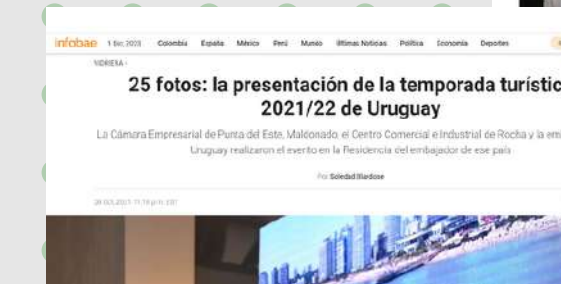 infobae
Colombia España México Perú Mundo Últimas Noticias Política Economía Deportes
25 fotos: la presentación de la temporada turístic
2021/22 de Uruguay
La Cámara Empresarial de Punta del Este, Maldonado, el Centro Comercial e Industrial de Rocha y la em
Uruguay realizaron el evento en la Residencia del embajador de ese país
Por Soledad